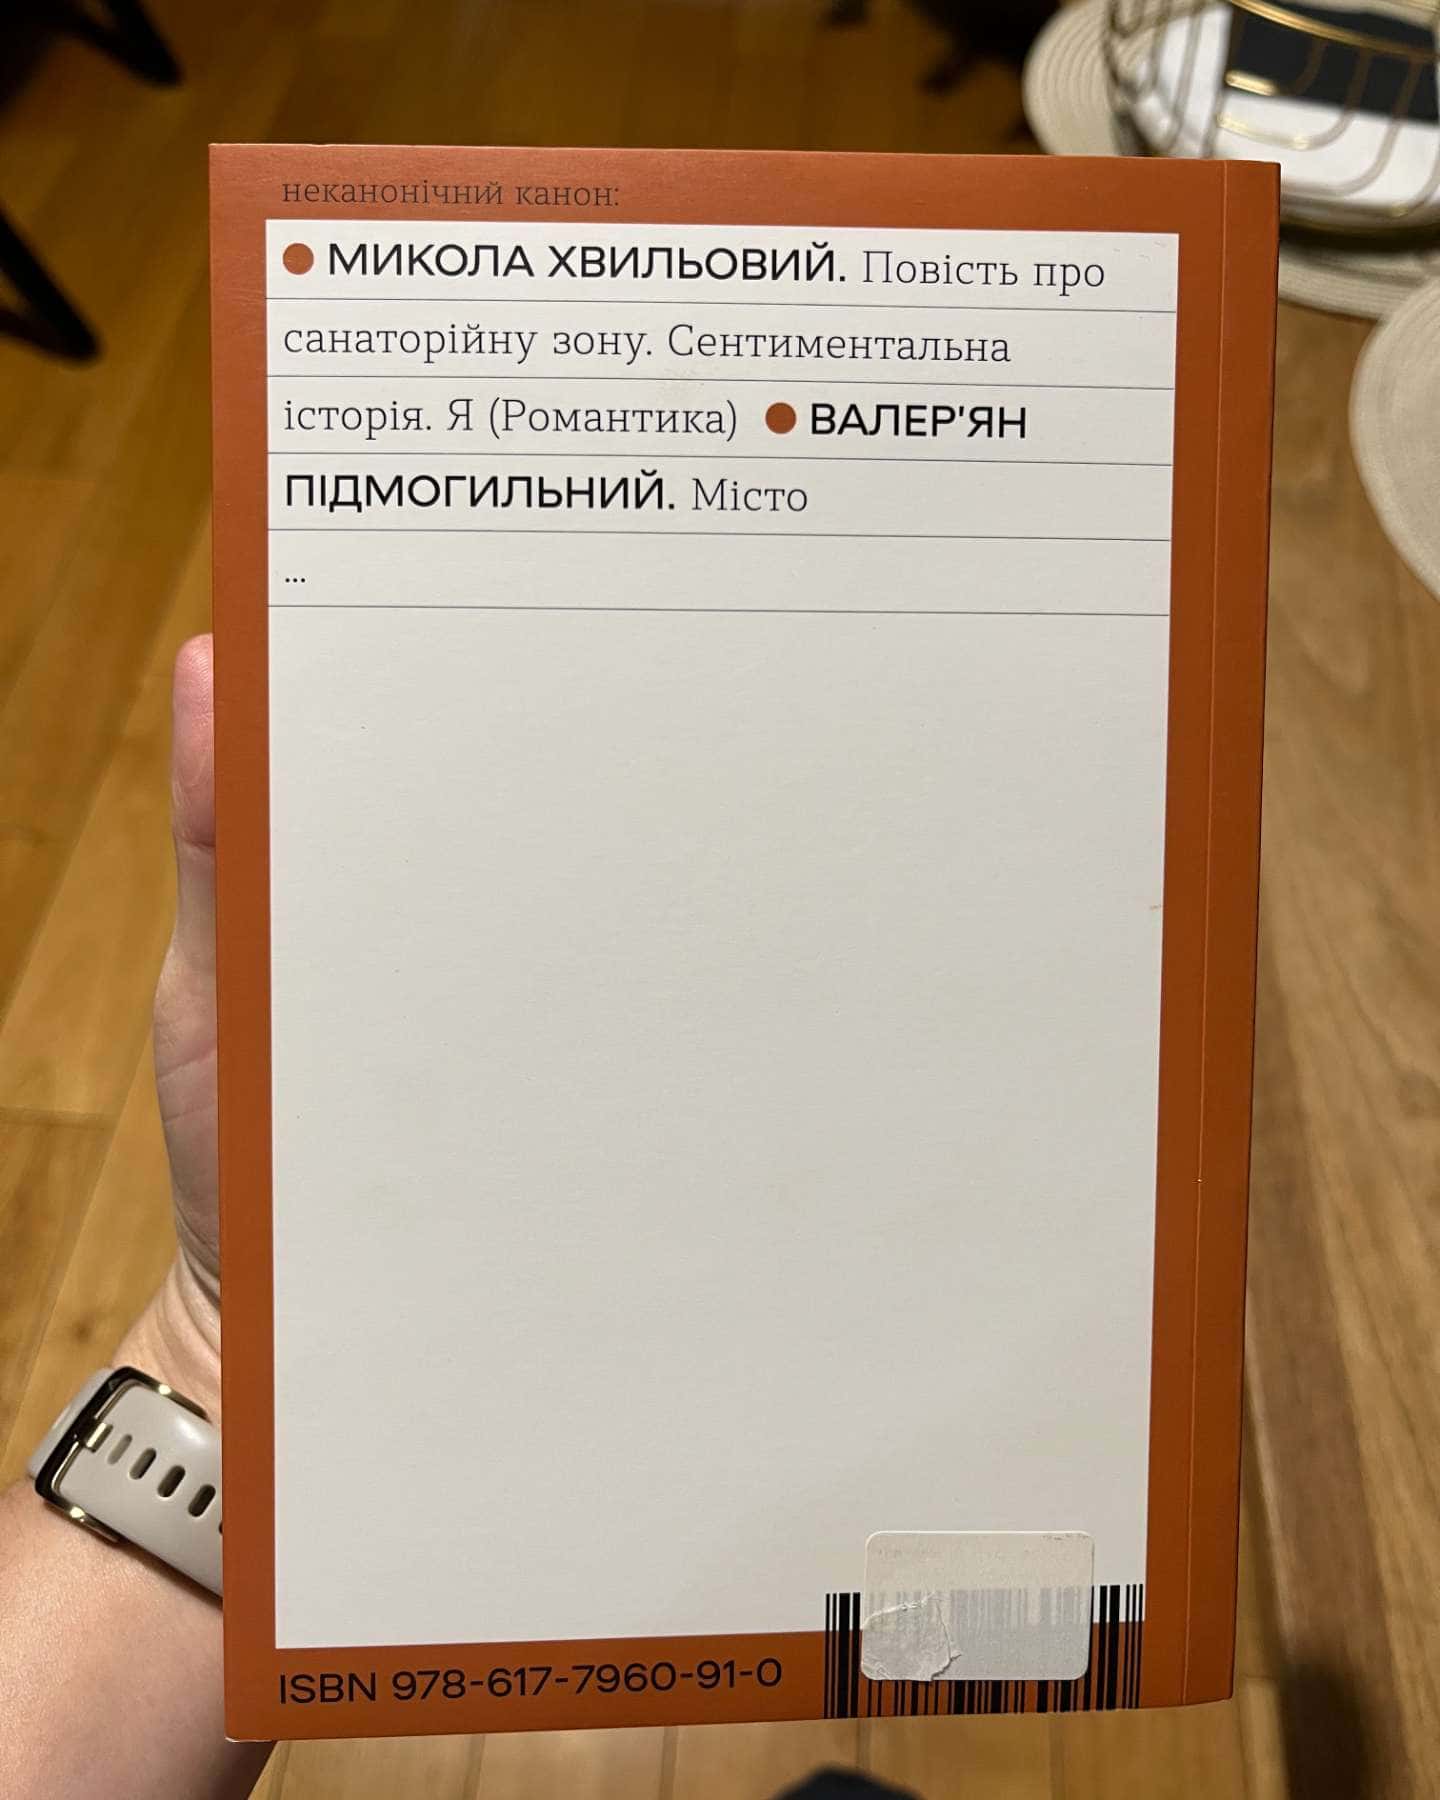 неканонічний канон:
● МИКОЛА ХВИЛЬОВИЙ. Повість про
санаторійну зону. Сентиментальна
історія. Я (Романтика) ● ВАЛЕР'ЯН
ПІДМОГИЛЬНИЙ. Місто
...
ISBN 978-617-7960-91-0